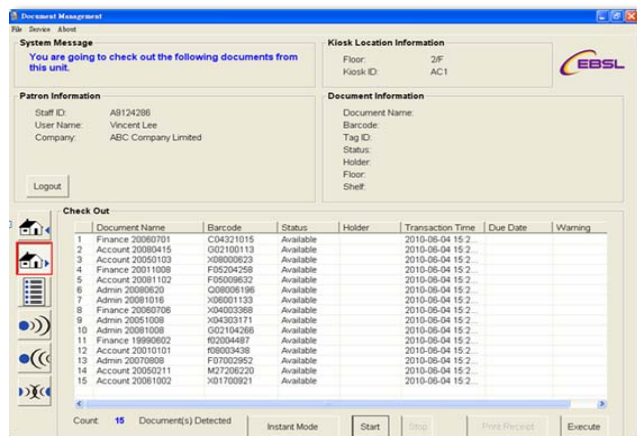 Document Management
File Service About
System Message
You are going to check out the following documents from
this unit.
Kiosk Location Information
Floor: 2/F
Kiosk ID: AC1
EBSL
Patron Information
Staff ID: A9124286
User Name: Vincent Lee
Company: ABC Company Limited
Logout
Document Information
Document Name:
Barcode:
Tag ID:
Status:
Holder:
Floor:
Shelf:
Check Out
Document Name Barcode Status Holder Transaction Time Due Date Warning
1 Finance 20060701 C04321015 Available 2010-06-04 15:2...
2 Account 20080415 G02100113 Available 2010-06-04 15:2...
3 Account 20050103 X08000623 Available 2010-06-04 15:2...
4 Finance 20011008 F05204258 Available 2010-06-04 15:2...
5 Account 20081102 F05009632 Available 2010-06-04 15:2...
6 Admin 20080620 Q08006196 Available 2010-06-04 15:2...
7 Admin 20081016 X06001133 Available 2010-06-04 15:2...
8 Finance 20060706 X04003368 Available 2010-06-04 15:2...
9 Admin 20051008 X04303171 Available 2010-06-04 15:2...
10 Admin 20081008 G02104266 Available 2010-06-04 15:2...
11 Finance 19990602 f02004487 Available 2010-06-04 15:2...
12 Account 20010101 f08003438 Available 2010-06-04 15:2...
13 Admin 20070808 F07002952 Available 2010-06-04 15:2...
14 Account 20050211 M27206220 Available 2010-06-04 15:2...
15 Account 20061002 X01700921 Available 2010-06-04 15:2...
Count: 15 Document(s) Detected
Instant Mode Start Stop Print Receipt Execute